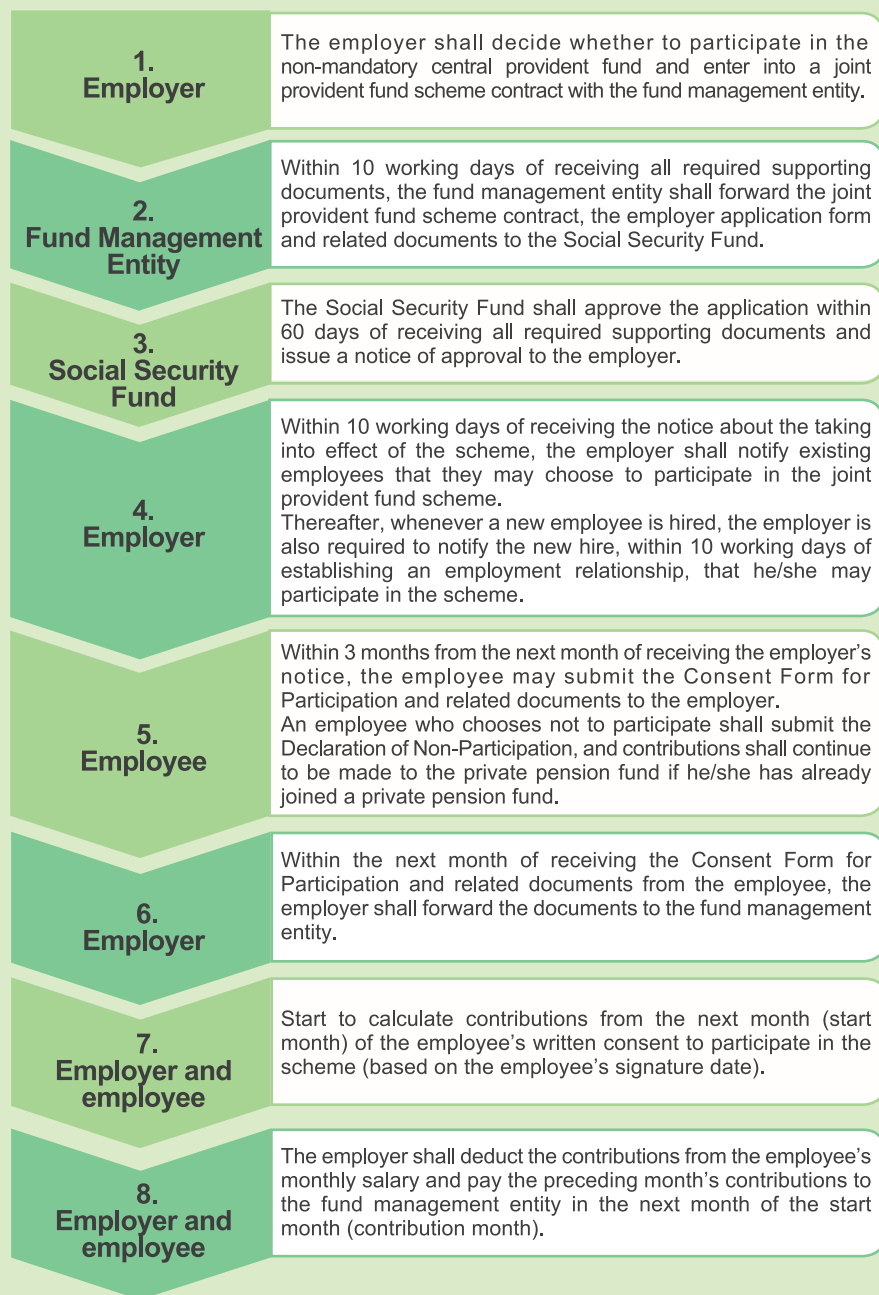 1.
Employer
The employer shall decide whether to participate in the
non-mandatory central provident fund and enter into a joint
provident fund scheme contract with the fund management entity.
2.
Fund Management
Entity
Within 10 working days of receiving all required supporting
documents, the fund management entity shall forward the joint
provident fund scheme contract, the employer application form
and related documents to the Social Security Fund.
3.
Social Security
Fund
The Social Security Fund shall approve the application within
60 days of receiving all required supporting documents and
issue a notice of approval to the employer.
4.
Employer
Within 10 working days of receiving the notice about the taking
into effect of the scheme, the employer shall notify existing
employees that they may choose to participate in the joint
provident fund scheme.
Thereafter, whenever a new employee is hired, the employer is
also required to notify the new hire, within 10 working days of
establishing an employment relationship, that he/she may
participate in the scheme.
5.
Employee
Within 3 months from the next month of receiving the employer's
notice, the employee may submit the Consent Form for
Participation and related documents to the employer.
An employee who chooses not to participate shall submit the
Declaration of Non-Participation, and contributions shall continue
to be made to the private pension fund if he/she has already
joined a private pension fund.
6.
Employer
Within the next month of receiving the Consent Form for
Participation and related documents from the employee, the
employer shall forward the documents to the fund management
entity.
7.
Employer and
employee
Start to calculate contributions from the next month (start
month) of the employee's written consent to participate in the
scheme (based on the employee's signature date).
8.
Employer and
employee
The employer shall deduct the contributions from the employee's
monthly salary and pay the preceding month's contributions to
the fund management entity in the next month of the start
month (contribution month).